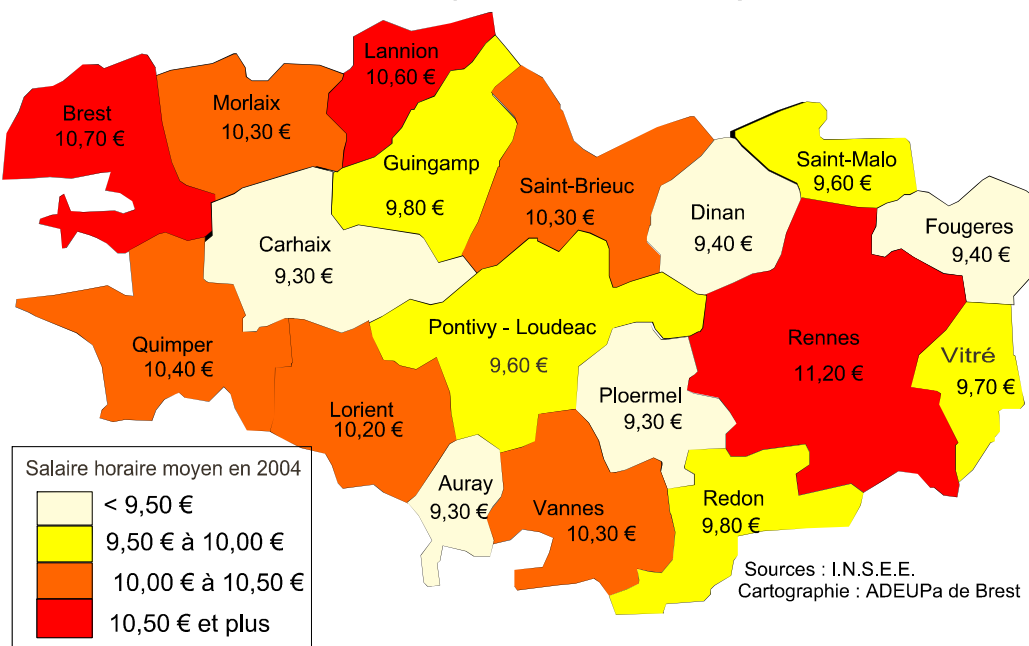 Lannion
10,60 €
Brest
10,70 €
Morlaix
10,30 €
Guingamp
9,80 €
Saint-Brieuc
10,30 €
Saint-Malo
9,60 €
Dinan
9,40 €
Fougeres
9,40 €
Carhaix
9,30 €
Quimper
10,40 €
Pontivy - Loudeac
9,60 €
Rennes
11,20 €
Vitré
9,70 €
Ploermel
9,30 €
Lorient
10,20 €
Auray
9,30 €
Vannes
10,30 €
Redon
9,80 €
Salaire horaire moyen en 2004
< 9,50 €
9,50 € à 10,00 €
10,00 € à 10,50 €
10,50 € et plus
Sources : I.N.S.E.E.
Cartographie : ADEUPa de Brest